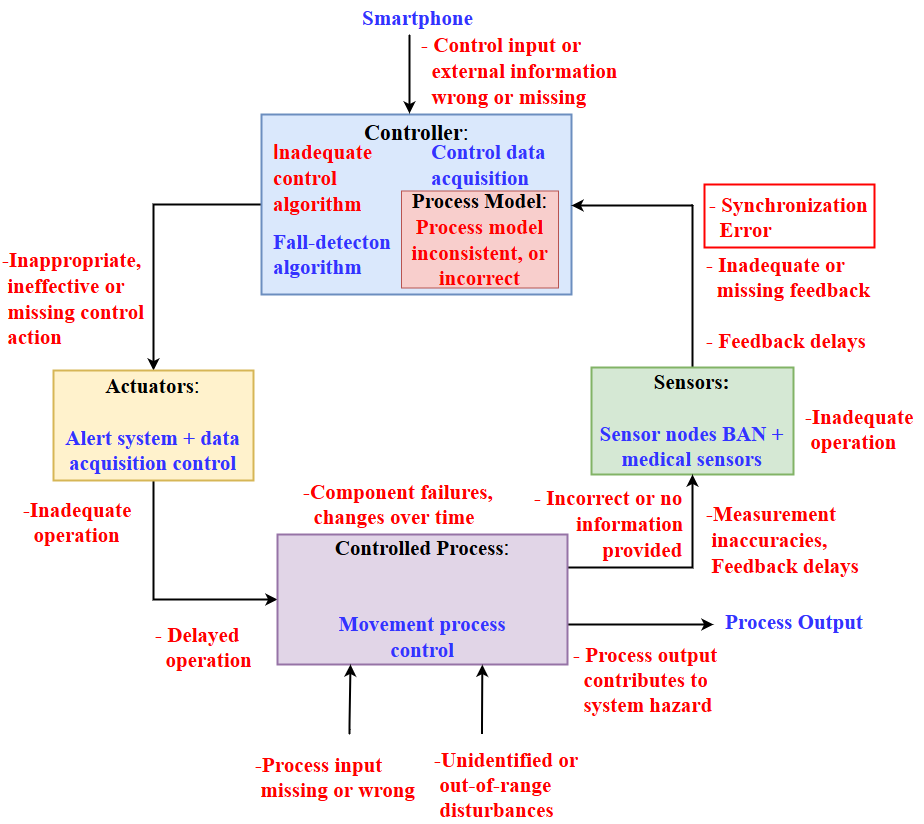 Smartphone
- Control input or
external information
wrong or missing
Controller:
Inadequate
control
algorithm
Control data
acquisition
Fall-detecton
algorithm
Process Model:
Process model
inconsistent, or
incorrect
- Synchronization
Error
- Inadequate or
missing feedback
- Feedback delays
-Inappropriate,
ineffective or
missing control
action
Actuators:
Alert system + data
acquisition control
Sensors:
Sensor nodes BAN +
medical sensors
-Inadequate
operation
-Inadequate
operation
-Component failures,
changes over time
- Incorrect or no
information
provided
-Measurement
inaccuracies,
Feedback delays
Controlled Process:
Movement process
control
Process Output
- Delayed
operation
- Process output
contributes to
system hazard
-Process input
missing or wrong
-Unidentified or
out-of-range
disturbances